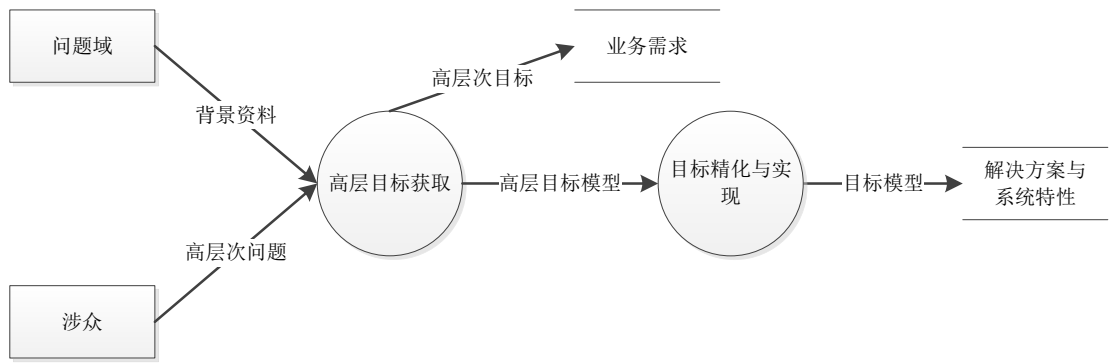 问题域
业务需求
高层次目标
背景资料
高层目标获取
高层目标模型
目标精化与实
现
目标模型
解决方案与
系统特性
高层次问题
涉众